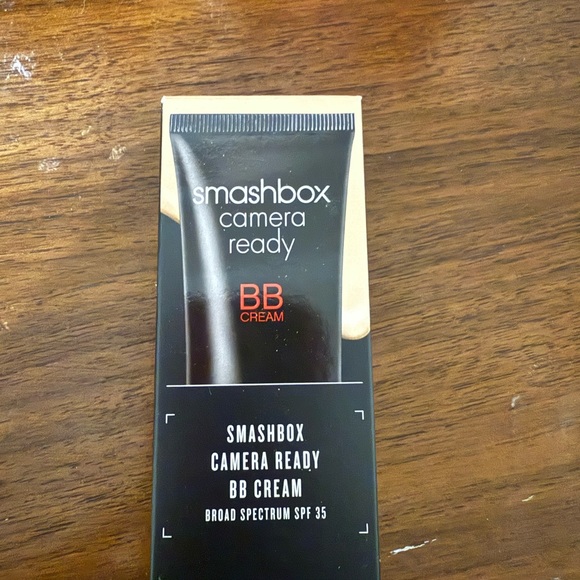 smashbox
camera
ready
BB
CREAM
SMASHBOX
CAMERA READY
BB CREAM
BROAD SPECTRUM SPF 35